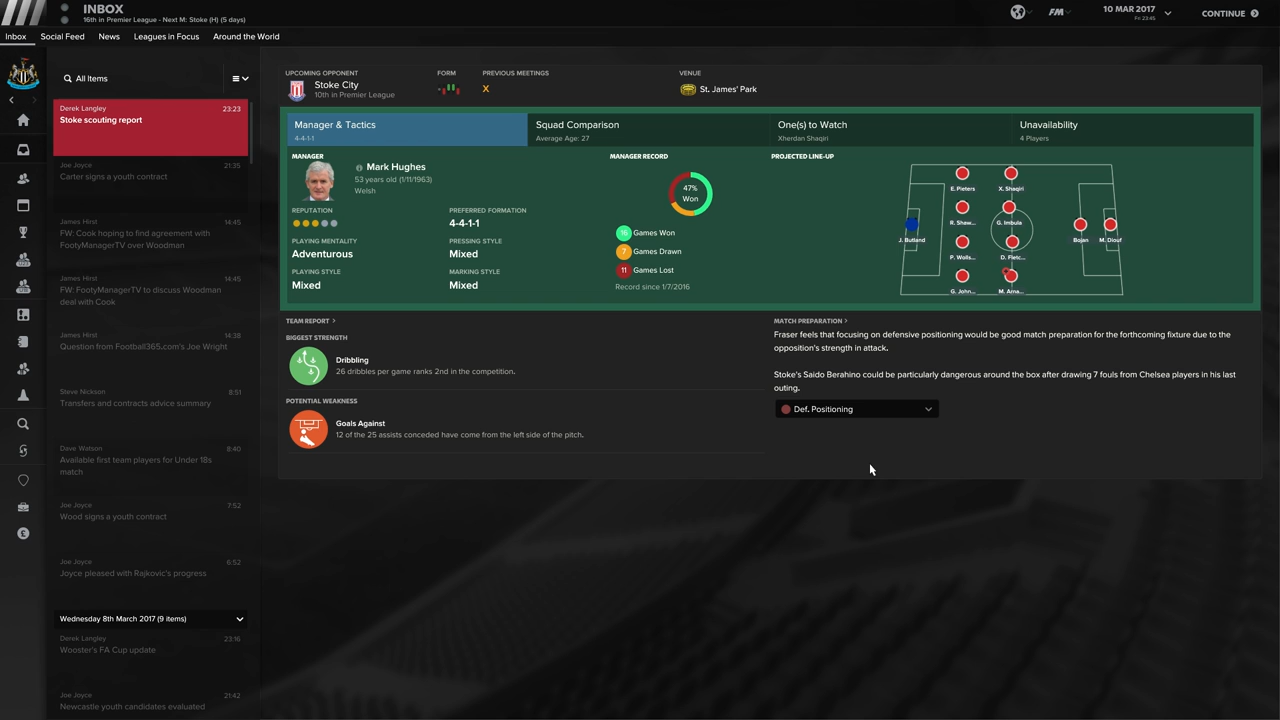 INBOX
16th in Premier League - Next M: Stoke (H) (5 days)
FM
10 MAR 2017
Fri 23:45
CONTINUE
Inbox
Social Feed
News
Leagues in Focus
Around the World
All Items
Derek Langley 23:23
Stoke scouting report
Joe Joyce 21:35
Carter signs a youth contract
James Hirst 14:45
FW: Cook hoping to find agreement with
FootyManagerTV over Woodman
James Hirst 14:45
FW: FootyManagerTV to discuss Woodman
deal with Cook
James Hirst 14:38
Question from Football365.com's Joe Wright
Steve Nickson 8:51
Transfers and contracts advice summary
Dave Watson 8:40
Available first team players for Under 18s
match
Joe Joyce 7:52
Wood signs a youth contract
Joe Joyce 6:52
Joyce pleased with Rajkovic's progress
Wednesday 8th March 2017 (9 items)
Derek Langley 23:16
Wooster's FA Cup update
Joe Joyce 21:42
Newcastle youth candidates evaluated
UPCOMING OPPONENT
Stoke City
10th in Premier League
FORM
PREVIOUS MEETINGS
X
VENUE
St. James' Park
Manager & Tactics
4-4-1-1
Squad Comparison
Average Age: 27
One(s) to Watch
Xherdan Shaqiri
Unavailability
4 Players
MANAGER
Mark Hughes
53 years old (1/11/1963)
Welsh
REPUTATION
PREFERRED FORMATION
4-4-1-1
PLAYING MENTALITY
Adventurous
PRESSING STYLE
Mixed
PLAYING STYLE
Mixed
MARKING STYLE
Mixed
MANAGER RECORD
47%
Won
16 Games Won
7 Games Drawn
11 Games Lost
Record since 1/7/2016
PROJECTED LINE-UP
E. Pieters
X. Shaqiri
J. Butland
R. Shaw...
G. Imbula
Bojan
M. Diouf
P. Wolls...
D. Fletc...
G. John...
M. Arna...
TEAM REPORT >
BIGGEST STRENGTH
Dribbling
26 dribbles per game ranks 2nd in the competition.
POTENTIAL WEAKNESS
Goals Against
12 of the 25 assists conceded have come from the left side of the pitch.
MATCH PREPARATION >
Fraser feels that focusing on defensive positioning would be good match preparation for the forthcoming fixture due to the
opposition's strength in attack.
Stoke's Saido Berahino could be particularly dangerous around the box after drawing 7 fouls from Chelsea players in his last
outing.
Def. Positioning